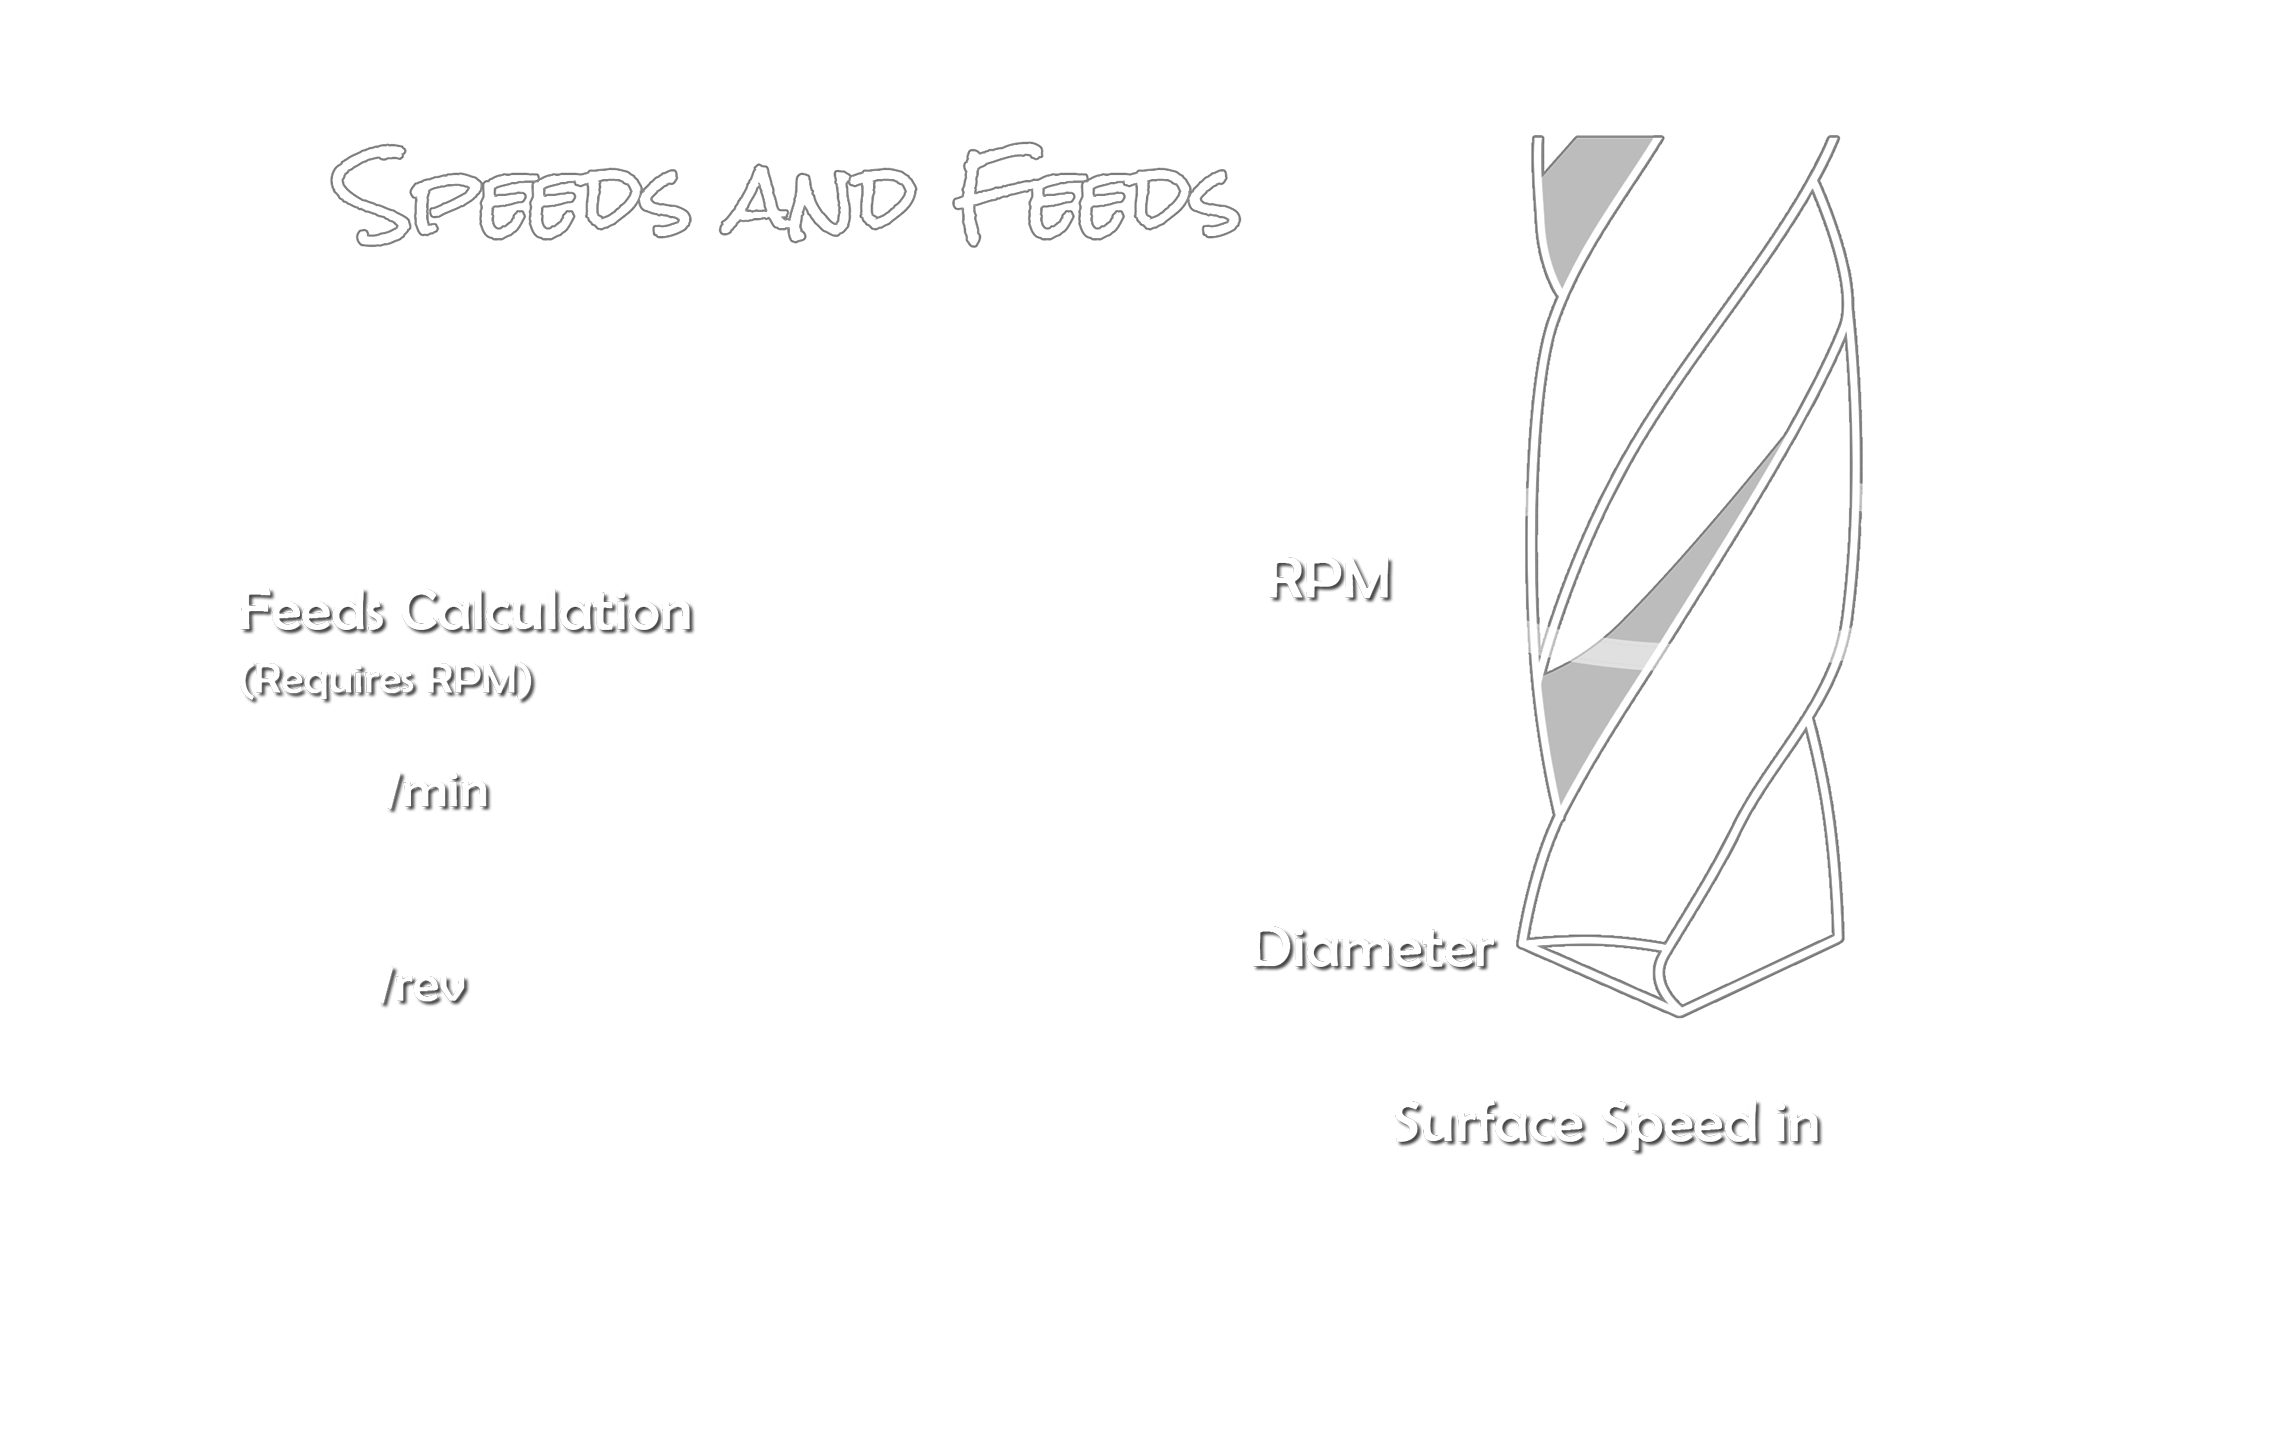 Speeds and Feeds
RPM
Feeds Calculation
(Requires RPM)
/min
Diameter
/rev
Surface Speed in